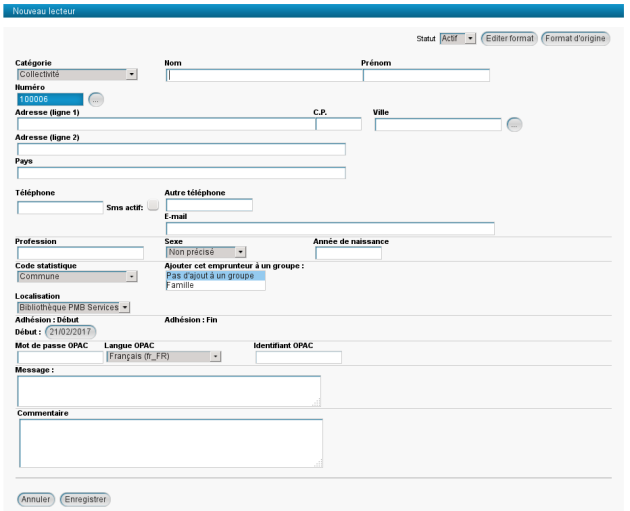 Nouveau lecteur
Statut Actif Editer format Format d'origine
Catégorie Nom Prénom
Collectivité
Numéro
100006 ...
Adresse (ligne 1) C.P. Ville
...
Adresse (ligne 2)
Pays
Téléphone Autre téléphone
Sms actif:
E-mail
Profession Sexe Année de naissance
Non précisé
Code statistique Ajouter cet emprunteur à un groupe :
Commune Pas d'ajout à un groupe
Famille
Localisation
Bibliothèque PMB Services
Adhésion : Début Adhésion : Fin
Début : 21/02/2017
Mot de passe OPAC Langue OPAC Identifiant OPAC
Français (fr_FR)
Message :
Commentaire
Annuler Enregistrer